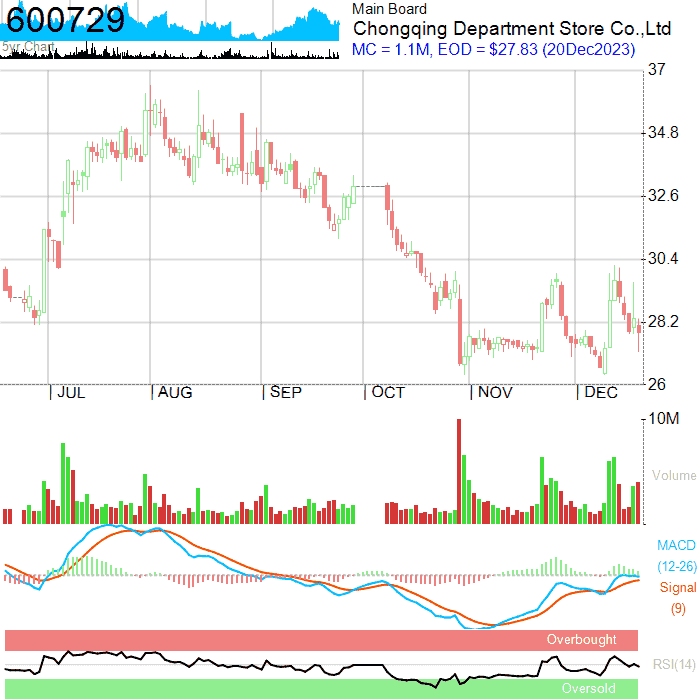 600729
5yr Chart
Main Board
Chongqing Department Store Co.,Ltd
MC = 1.1M, EOD = $27.83 (20Dec2023)
37
34.8
32.6
30.4
28.2
26
JUL AUG SEP OCT NOV DEC
10M
Volume
MACD
(12-26)
Signal
(9)
Overbought
RSI(14)
Oversold